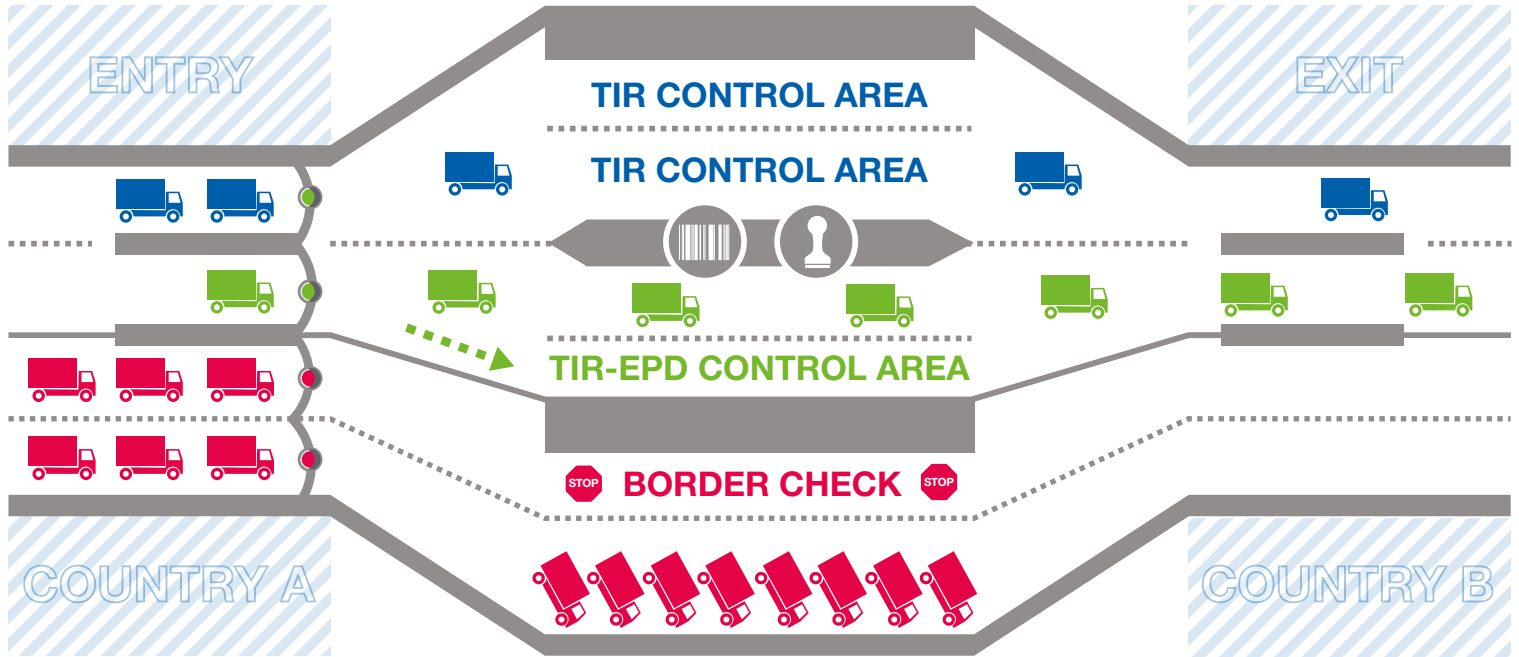 ENTRY
EXIT
TIR CONTROL AREA
TIR CONTROL AREA
TIR-EPD CONTROL AREA
STOP BORDER CHECK STOP
COUNTRY A
COUNTRY B